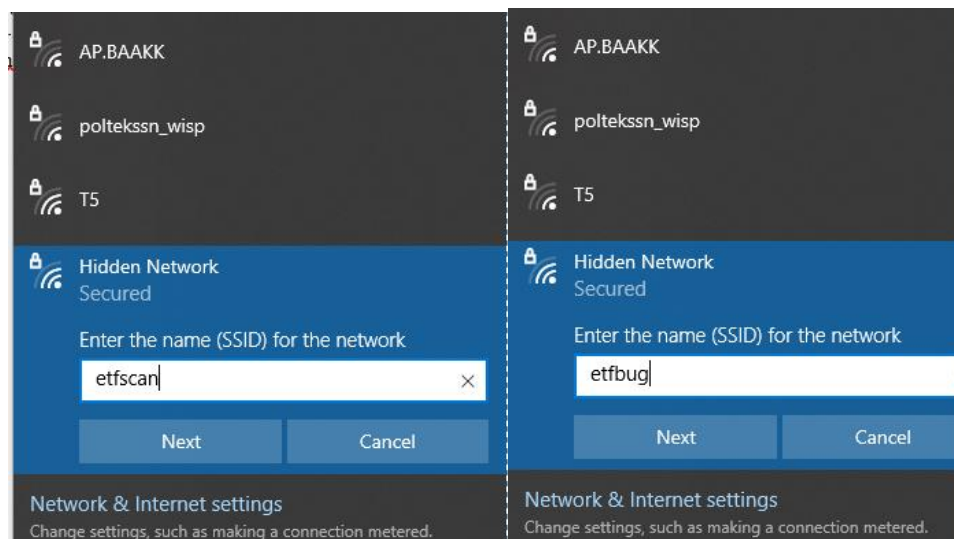 AP.BAAKK
poltekssn_wisp
T5
Hidden Network
Secured
Enter the name (SSID) for the network
etfscan
Next Cancel
Network & Internet settings
Change settings, such as making a connection metered.
AP.BAAKK
poltekssn_wisp
T5
Hidden Network
Secured
Enter the name (SSID) for the network
etfbug
Next Cancel
Network & Internet settings
Change settings, such as making a connection metered.